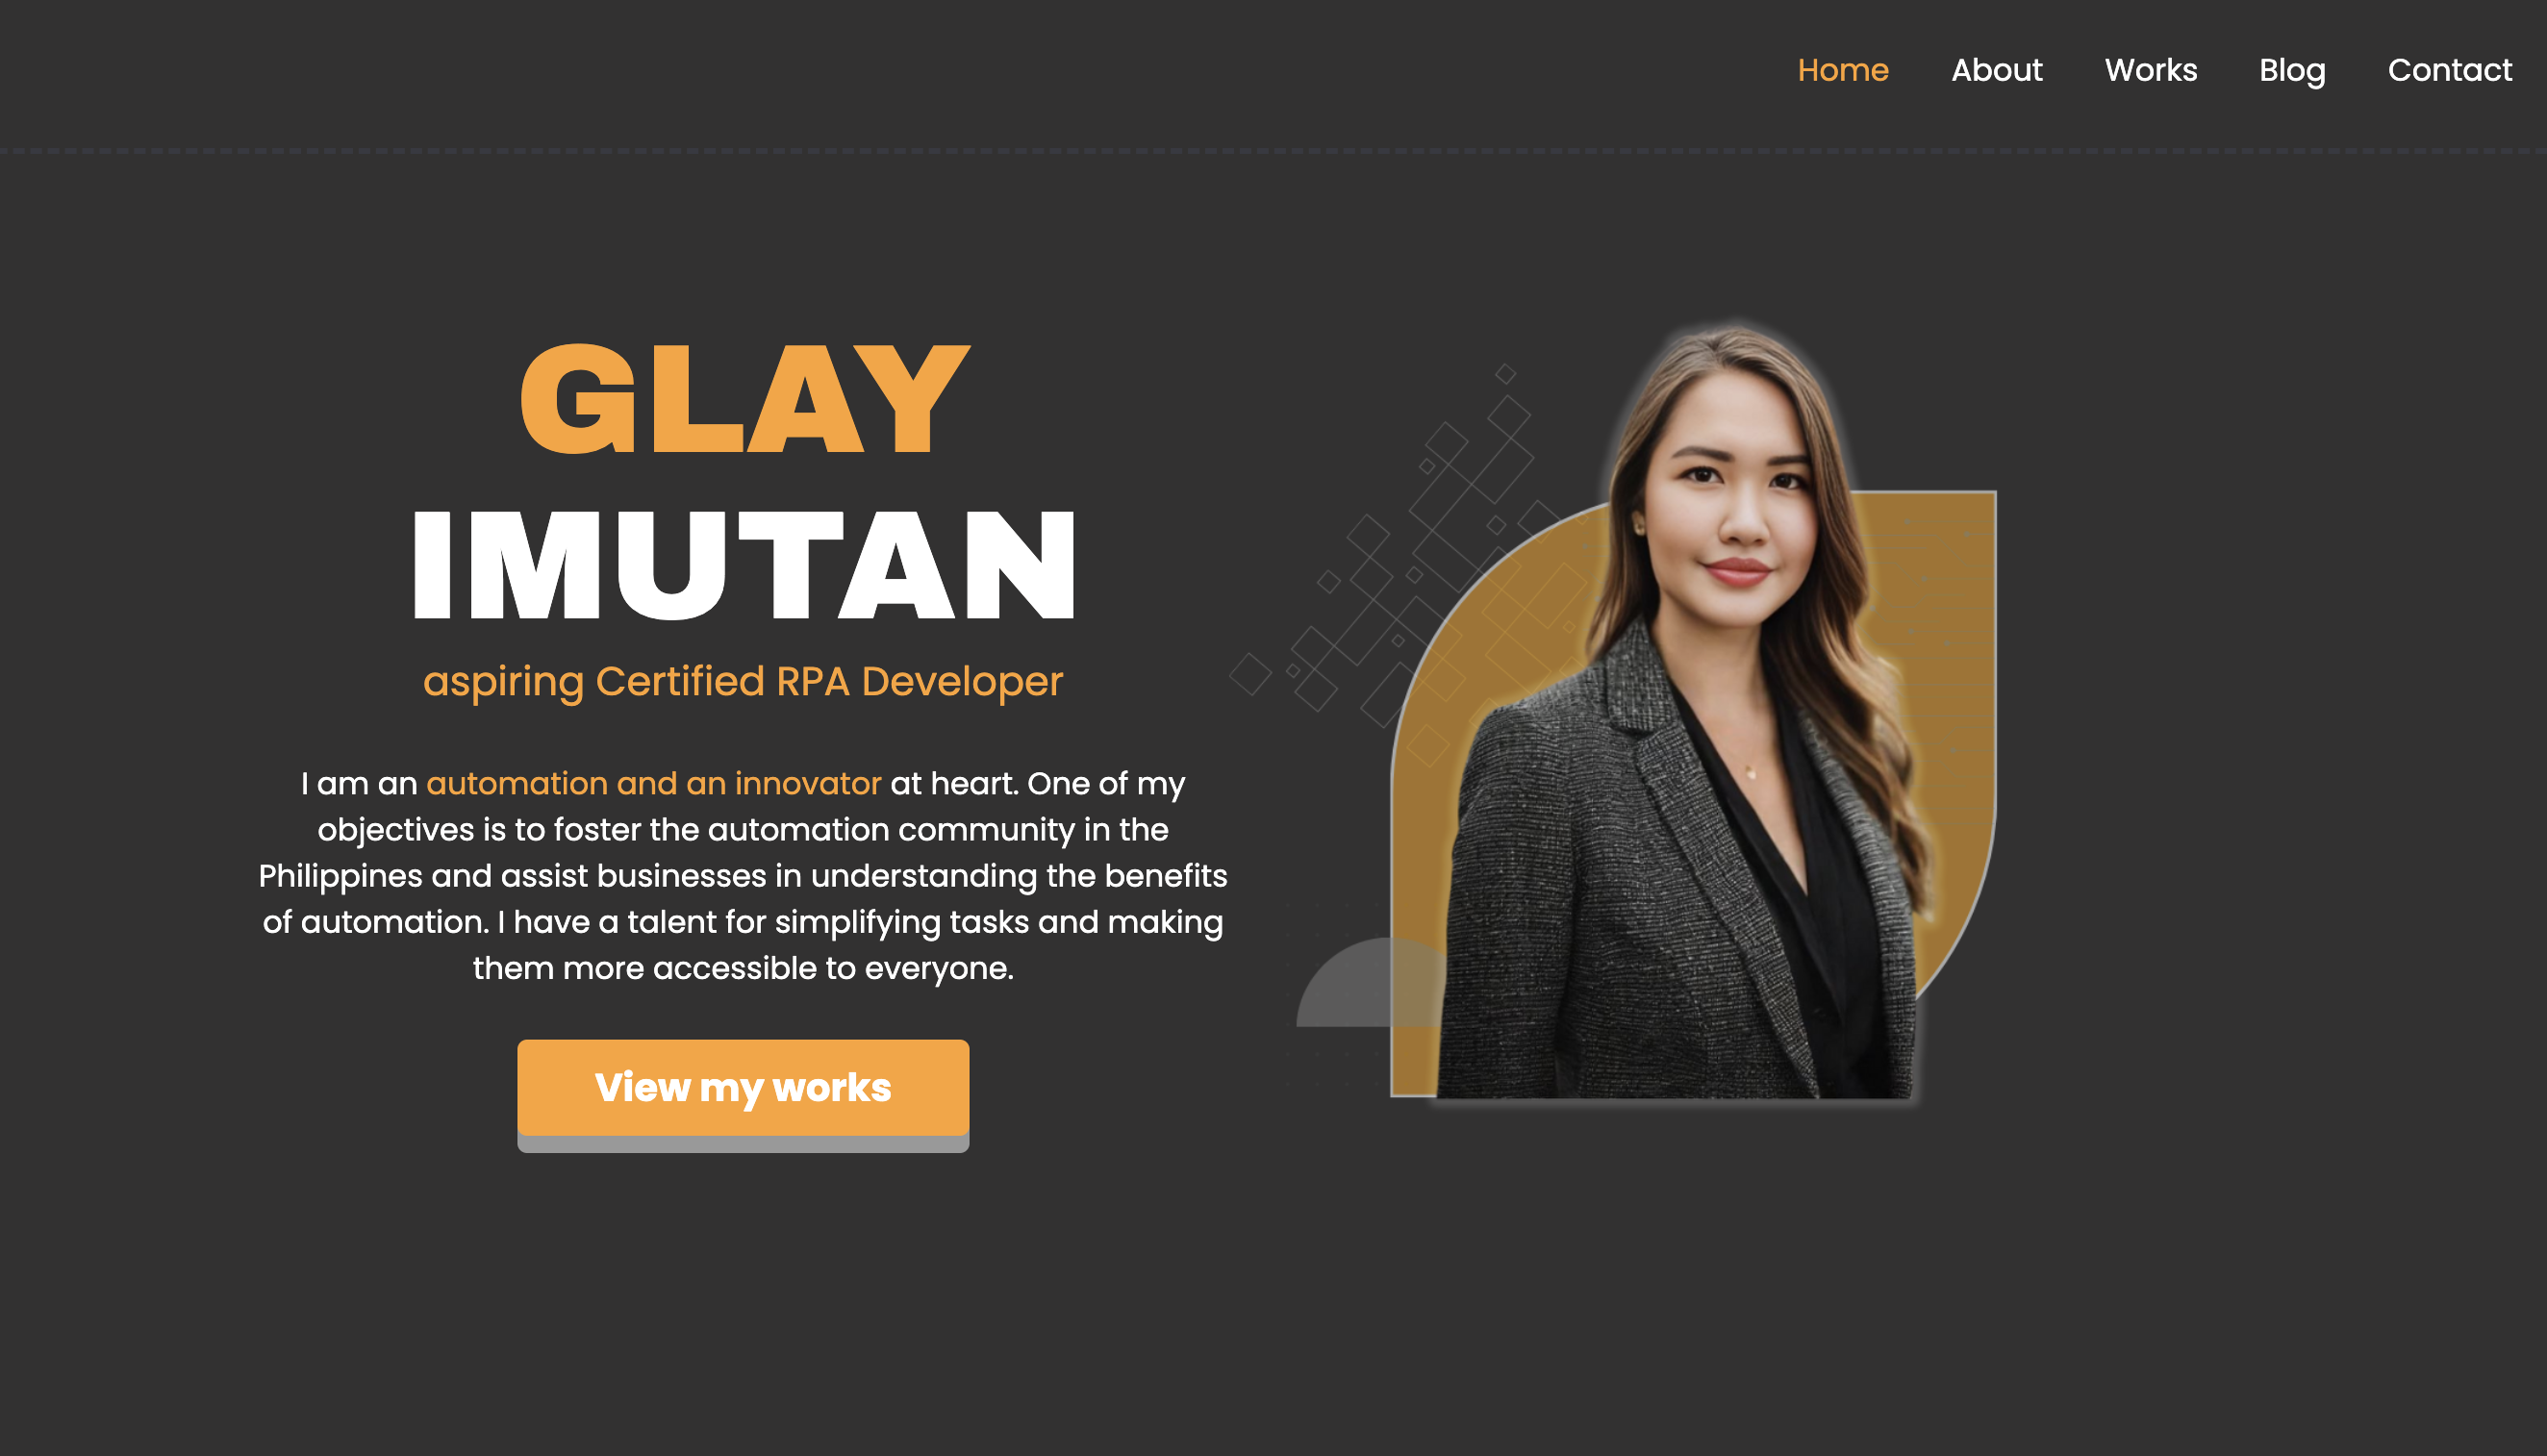 Home About Works Blog Contact
GLAY
IMUTAN
aspiring Certified RPA Developer
I am an automation and an innovator at heart. One of my
objectives is to foster the automation community in the
Philippines and assist businesses in understanding the benefits
of automation. I have a talent for simplifying tasks and making
them more accessible to everyone.
View my works